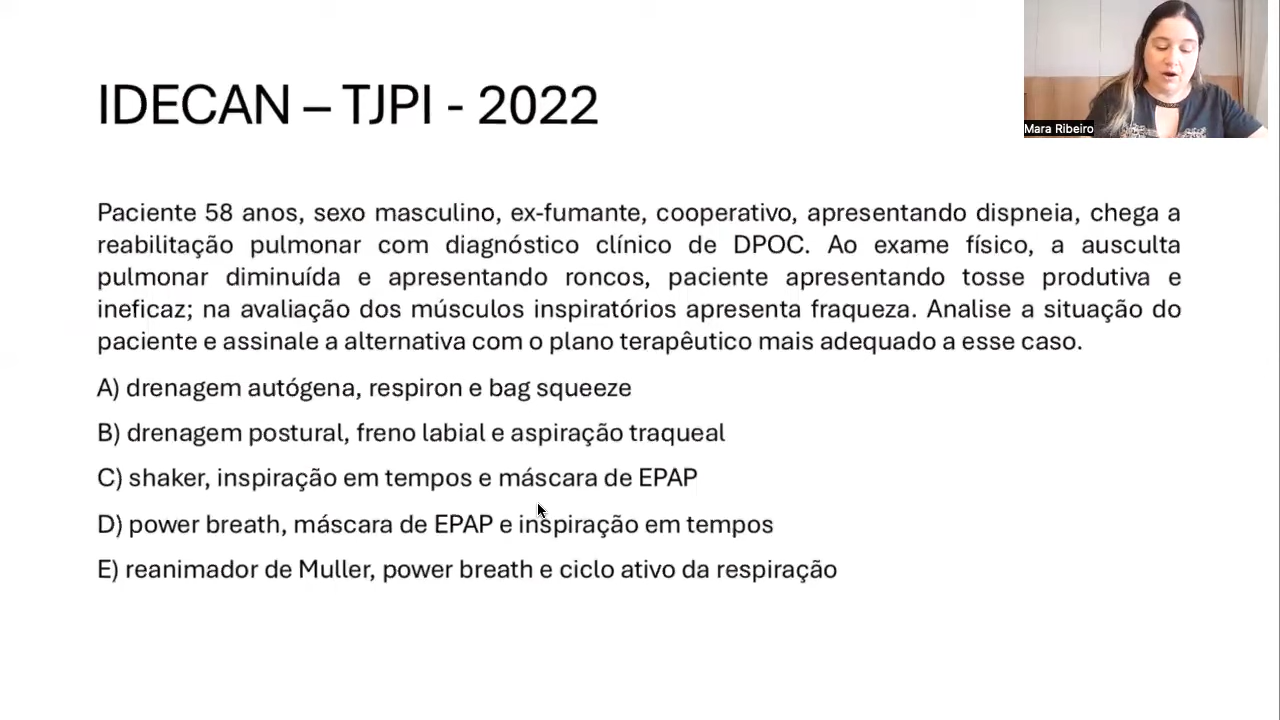 IDECAN – TJPI - 2022
Mara Ribeiro
Paciente 58 anos, sexo masculino, ex-fumante, cooperativo, apresentando dispneia, chega a
reabilitação pulmonar com diagnóstico clínico de DPOC. Ao exame físico, a ausculta
pulmonar diminuída e apresentando roncos, paciente apresentando tosse produtiva e
ineficaz; na avaliação dos músculos inspiratórios apresenta fraqueza. Analise a situação do
paciente e assinale a alternativa com o plano terapêutico mais adequado a esse caso.
A) drenagem autógena, respiron e bag squeeze
B) drenagem postural, freno labial e aspiração traqueal
C) shaker, inspiração em tempos e máscara de EPAP
D) power breath, máscara de EPAP e inspiração em tempos
E) reanimador de Muller, power breath e ciclo ativo da respiração